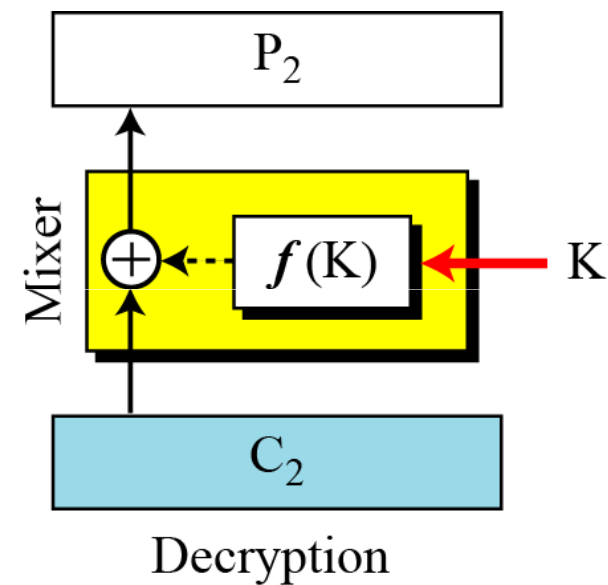 P₂
Mixer
f(K)
K
C₂
Decryption